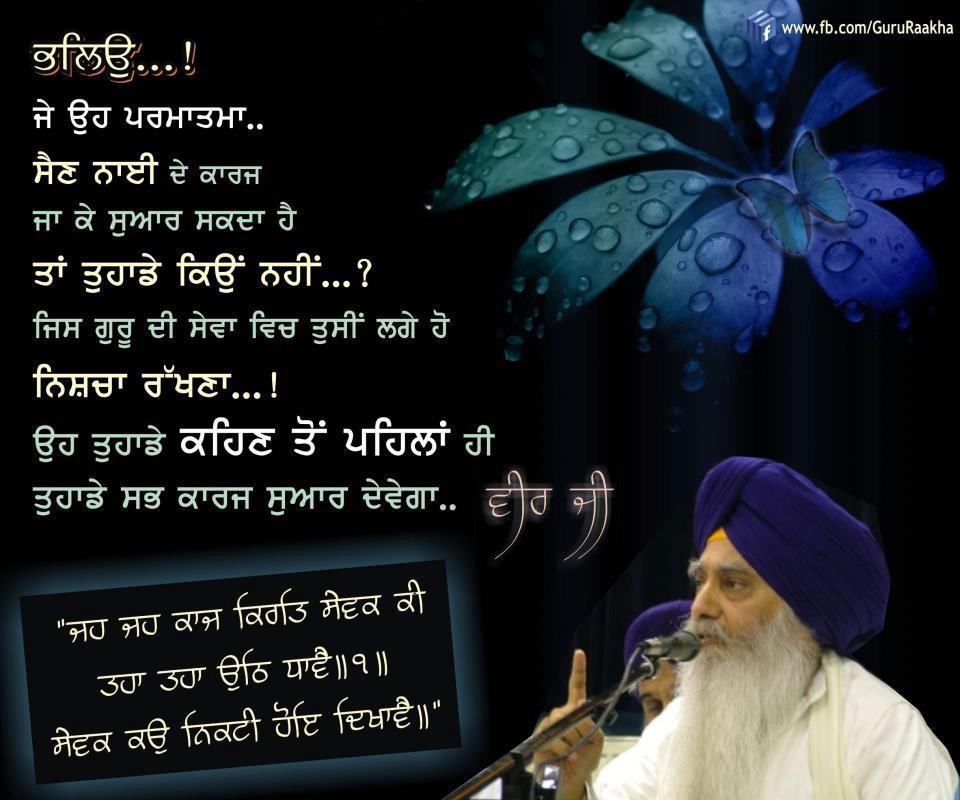 www.fb.com/GuruRaakha
ਭਲਿਉ...!
ਜੇ ਉਹ ਪਰਮਾਤਮਾ..
ਸੈਣ ਨਾਈ ਦੇ ਕਾਰਜ
ਜਾ ਕੇ ਸੁਆਰ ਸਕਦਾ ਹੈ
ਤਾਂ ਤੁਹਾਡੇ ਕਿਉਂ ਨਹੀਂ...?
ਜਿਸ ਗੁਰੂ ਦੀ ਸੇਵਾ ਵਿਚ ਤੁਸੀਂ ਲਗੇ ਹੋ
ਨਿਸ਼ਚਾ ਰੱਖਣਾ...!
ਉਹ ਤੁਹਾਡੇ ਕਹਿਣ ਤੋਂ ਪਹਿਲਾਂ ਹੀ
ਤੁਹਾਡੇ ਸਭ ਕਾਰਜ ਸੁਆਰ ਦੇਵੇਗਾ..
ਵੀਰ ਜੀ
"ਜਹ ਜਹ ਕਾਜ ਕਿਰਤਿ ਸੇਵਕ ਕੀ
ਤਹਾ ਤਹਾ ਉਠਿ ਧਾਵੈ॥੧॥
ਸੇਵਕ ਕਉ ਨਿਕਟੀ ਹੋਇ ਦਿਖਾਵੈ॥"